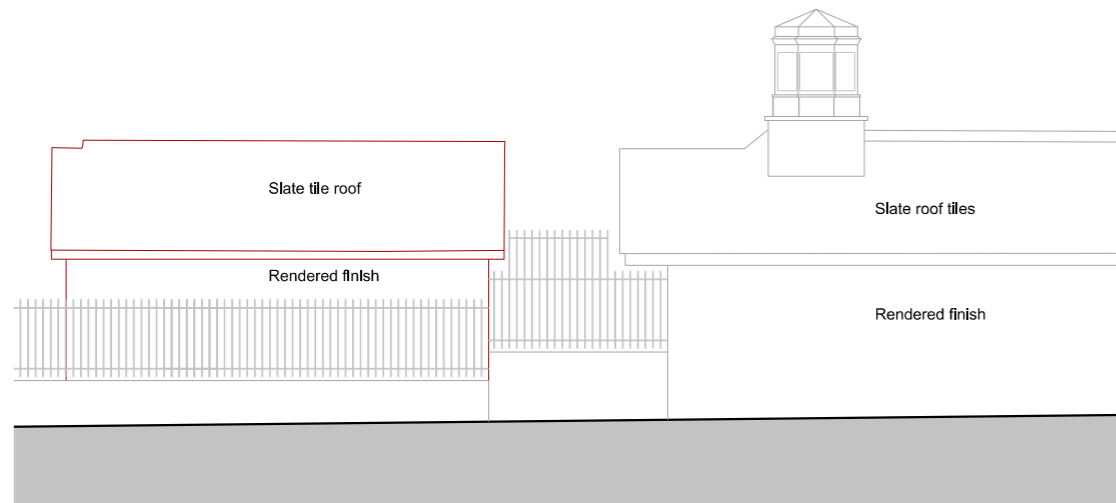 Slate tile roof
Rendered finish
Slate roof tiles
Rendered finish